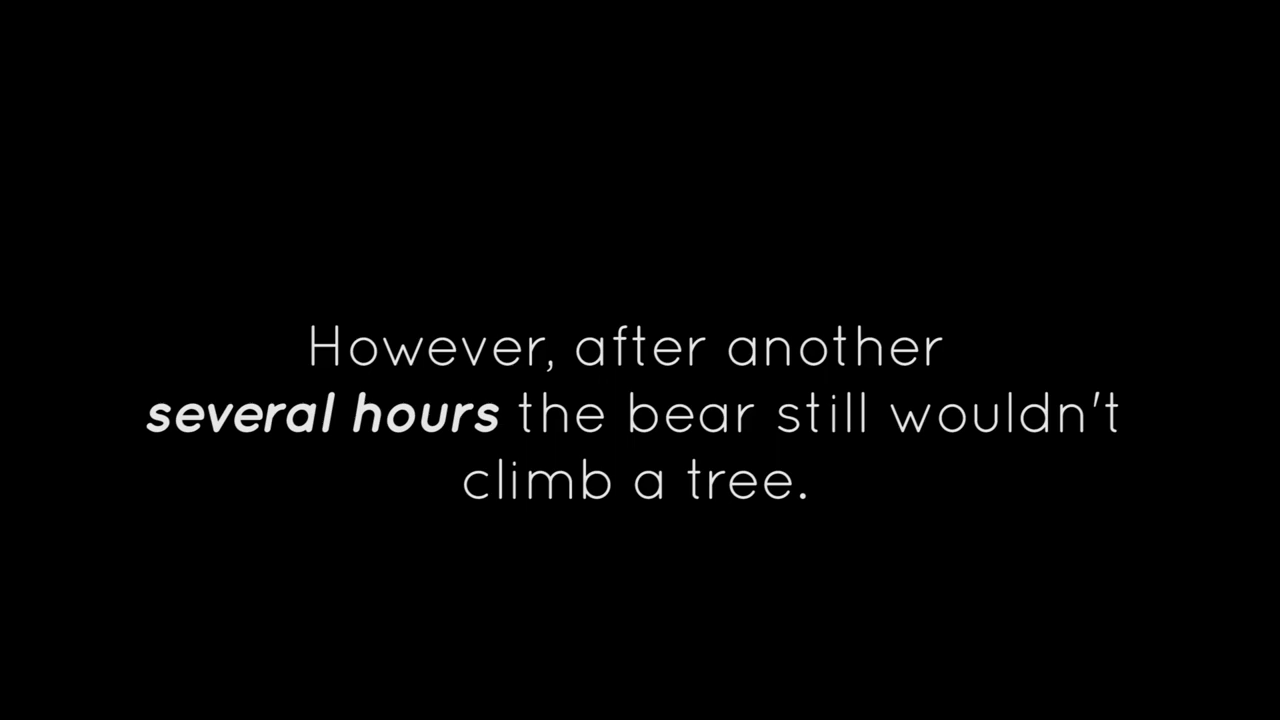 However, after another
several hours the bear still wouldn't
climb a tree.